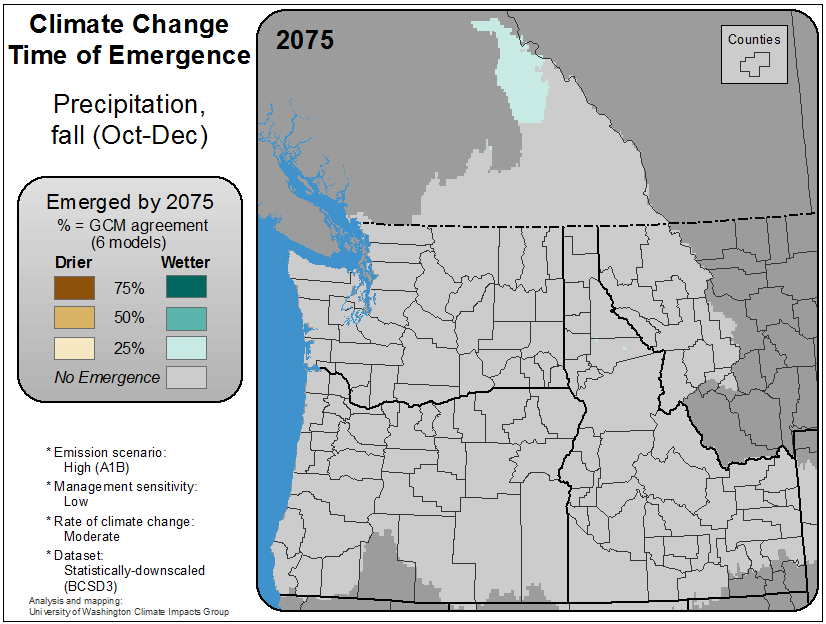 Climate Change
Time of Emergence
Precipitation,
fall (Oct-Dec)
Emerged by 2075
% = GCM agreement
(6 models)
Drier Wetter
75%
50%
25%
No Emergence
* Emission scenario:
High (A1B)
* Management sensitivity:
Low
* Rate of climate change:
Moderate
* Dataset:
Statistically-downscaled
(BCSD3)
Analysis and mapping:
University of Washington Climate Impacts Group
2075
Counties